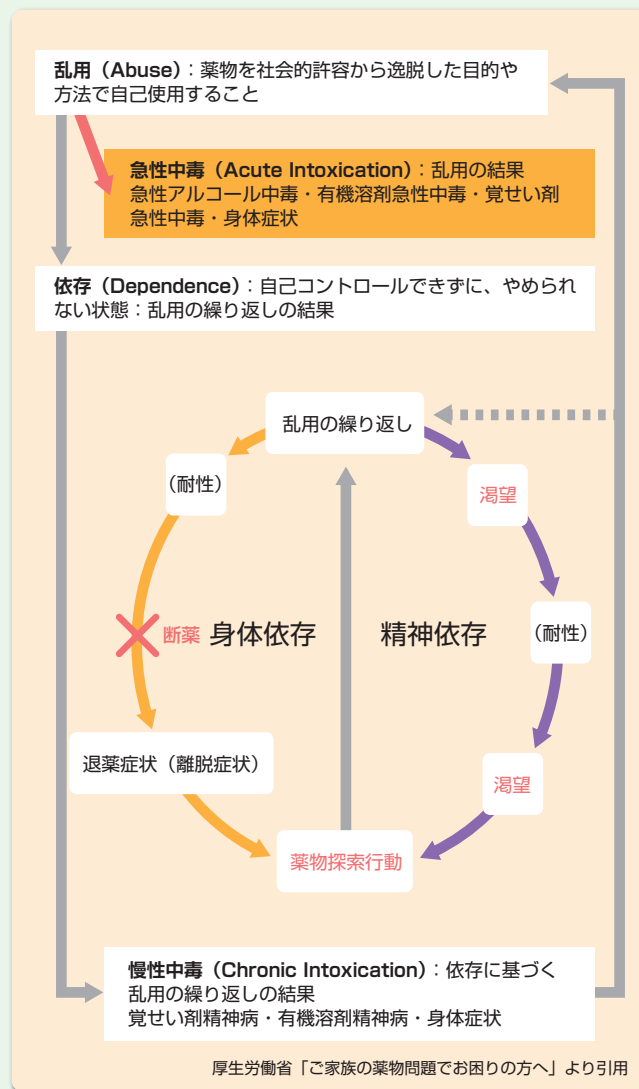 乱用（Abuse）：薬物を社会的許容から逸脱した目的や
方法で自己使用すること
急性中毒（Acute Intoxication）：乱用の結果
急性アルコール中毒・有機溶剤急性中毒・覚せい剤
急性中毒・身体症状
依存（Dependence）：自己コントロールできずに、やめられ
ない状態：乱用の繰り返しの結果
乱用の繰り返し
（耐性）
渇望
断薬
身体依存
精神依存
（耐性）
退薬症状（離脱症状）
渇望
薬物探索行動
慢性中毒（Chronic Intoxication）：依存に基づく
乱用の繰り返しの結果
覚せい剤精神病・有機溶剤精神病・身体症状
厚生労働省「ご家族の薬物問題でお困りの方へ」より引用